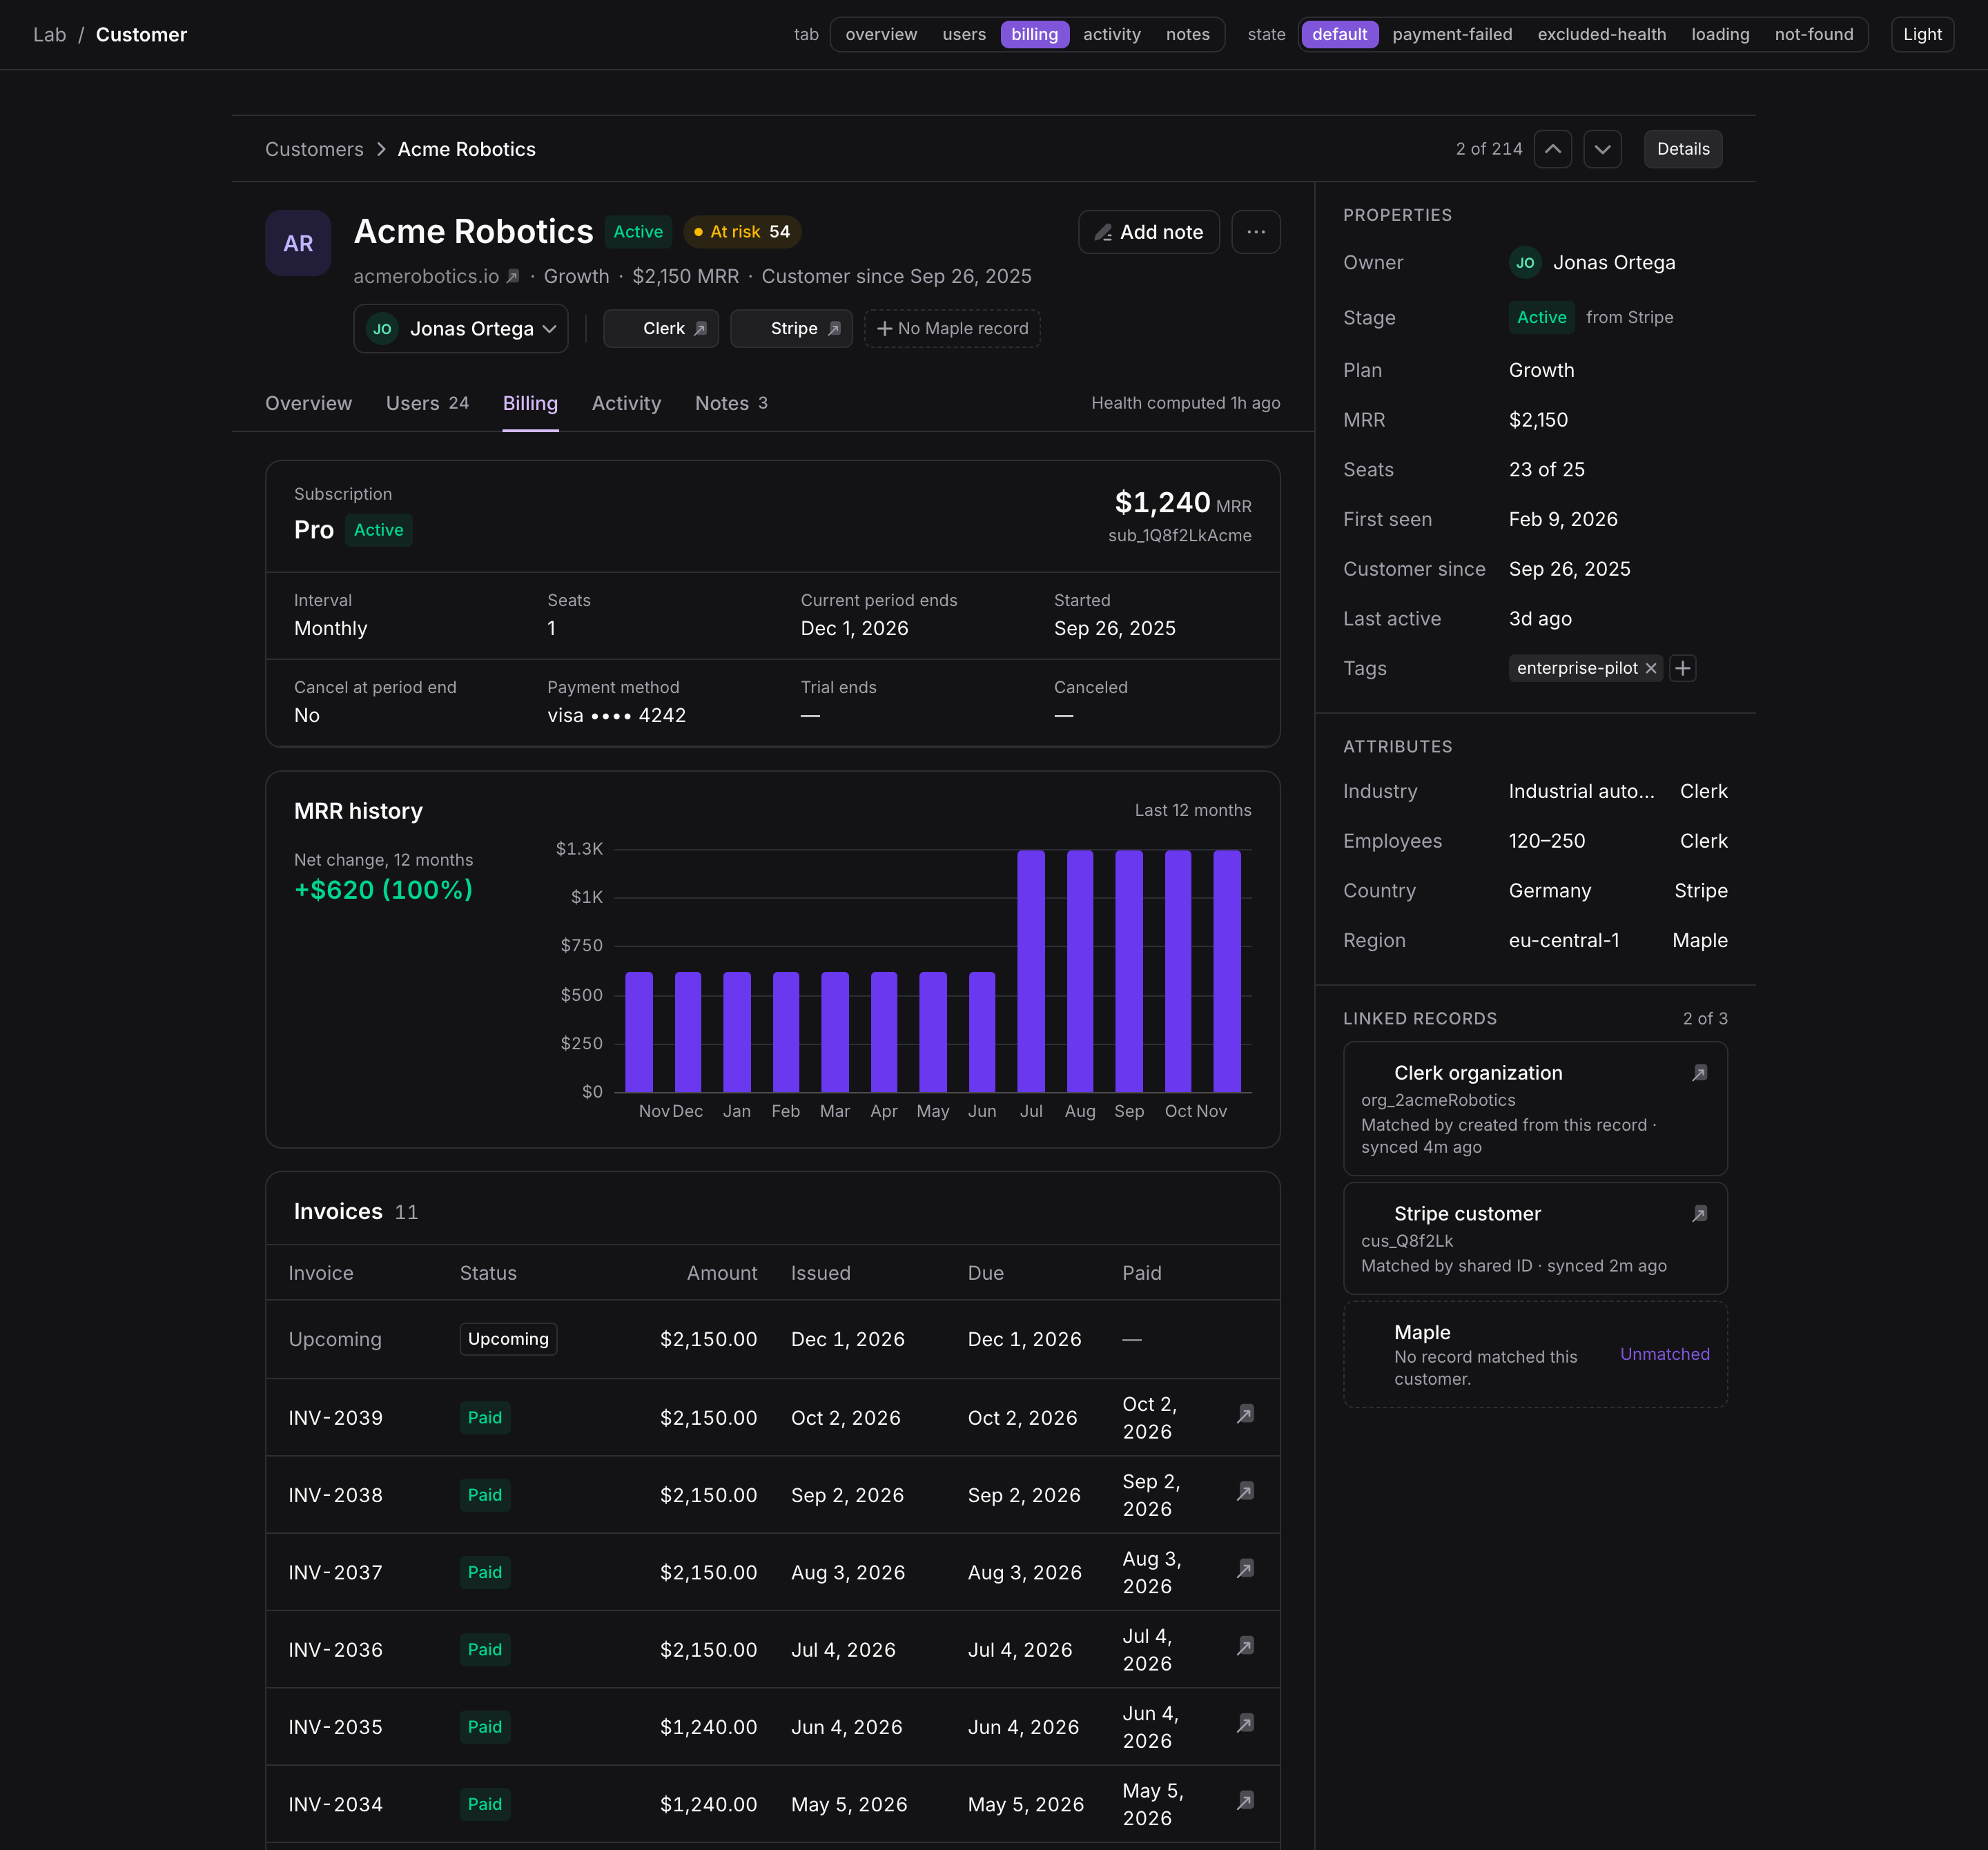 Lab / Customer
tab overview users billing activity notes state default payment-failed excluded-health loading not-found Light
Customers > Acme Robotics
2 of 214 Details
AR
Acme Robotics Active At risk 54
Add note ...
acmerobotics.io · Growth · $2,150 MRR · Customer since Sep 26, 2025
JO Jonas Ortega Clerk Stripe + No Maple record
Overview Users 24 Billing Activity Notes 3 Health computed 1h ago
Subscription
Pro Active
$1,240 MRR
sub_1Q8f2LkAcme
Interval Seats Current period ends Started
Monthly 1 Dec 1, 2026 Sep 26, 2025
Cancel at period end Payment method Trial ends Canceled
No visa •••• 4242 — —
MRR history Last 12 months
Net change, 12 months
+$620 (100%)
$1.3K
$1K
$750
$500
$250
$0
Nov Dec Jan Feb Mar Apr May Jun Jul Aug Sep Oct Nov
Invoices 11
Invoice Status Amount Issued Due Paid
Upcoming Upcoming $2,150.00 Dec 1, 2026 Dec 1, 2026 —
INV-2039 Paid $2,150.00 Oct 2, 2026 Oct 2, 2026 Oct 2,
2026
INV-2038 Paid $2,150.00 Sep 2, 2026 Sep 2, 2026 Sep 2,
2026
INV-2037 Paid $2,150.00 Aug 3, 2026 Aug 3, 2026 Aug 3,
2026
INV-2036 Paid $2,150.00 Jul 4, 2026 Jul 4, 2026 Jul 4,
2026
INV-2035 Paid $1,240.00 Jun 4, 2026 Jun 4, 2026 Jun 4,
2026
INV-2034 Paid $1,240.00 May 5, 2026 May 5, 2026 May 5,
2026
PROPERTIES
Owner JO Jonas Ortega
Stage Active from Stripe
Plan Growth
MRR $2,150
Seats 23 of 25
First seen Feb 9, 2026
Customer since Sep 26, 2025
Last active 3d ago
Tags enterprise-pilot × +
ATTRIBUTES
Industry Industrial auto... Clerk
Employees 120–250 Clerk
Country Germany Stripe
Region eu-central-1 Maple
LINKED RECORDS 2 of 3
Clerk organization
org_2acmeRobotics
Matched by created from this record ·
synced 4m ago
Stripe customer
cus_Q8f2Lk
Matched by shared ID · synced 2m ago
Maple
No record matched this
customer.
Unmatched